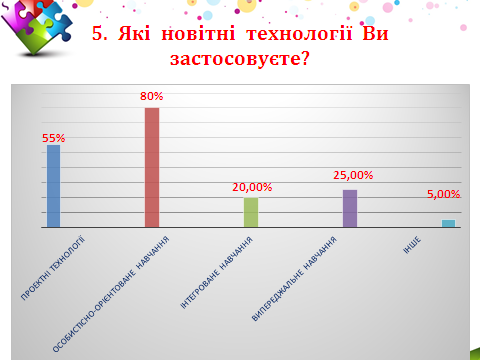 5. Які новітні технології Ви
застосовуєте?
55%
80%
20,00%
25,00%
5,00%
ПРОЕКТНІ ТЕХНОЛОГІЇ
ОСОБИСТІСНО-ОРІЄНТОВАНЕ НАВЧАННЯ
ІНТЕГРОВАНЕ НАВЧАННЯ
ВИПЕРЕДЖАЛЬНЕ НАВЧАННЯ
ІНШЕ